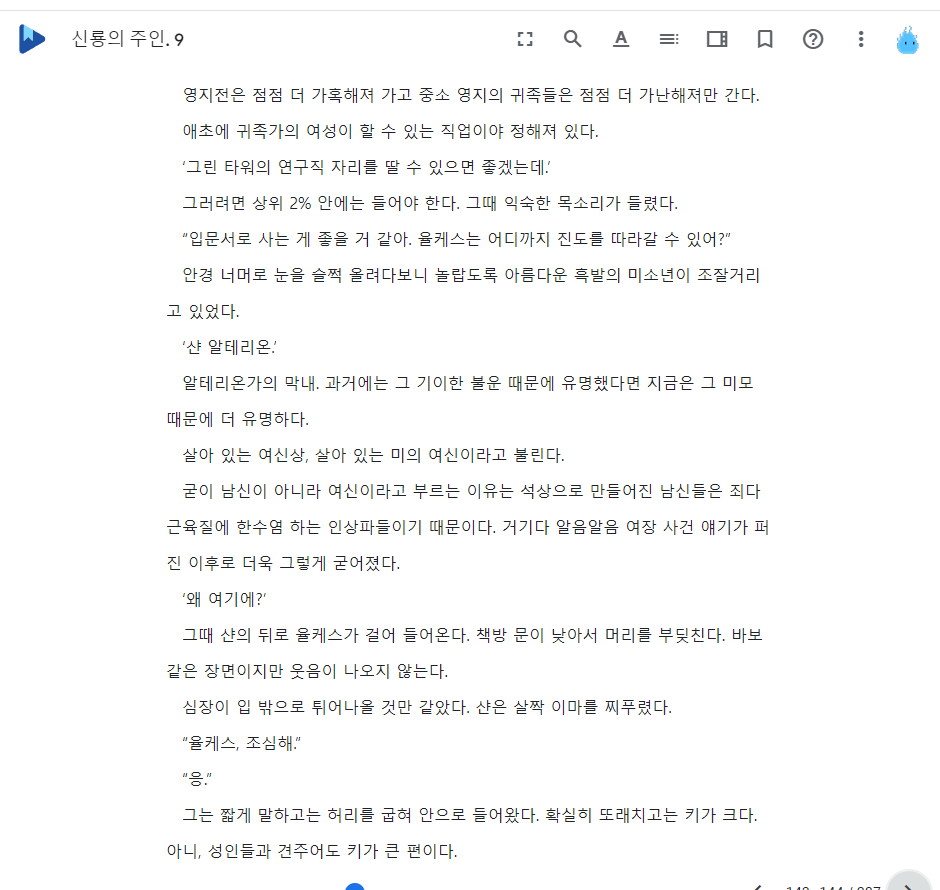 신룡의 주인. 9
영지전은 점점 더 가혹해져 가고 중소 영지의 귀족들은 점점 더 가난해져만 간다.
애초에 귀족가의 여성이 할 수 있는 직업이야 정해져 있다.
‘그린 타워의 연구직 자리를 딸 수 있으면 좋겠는데.’
그러려면 상위 2% 안에는 들어야 한다. 그때 익숙한 목소리가 들렸다.
“입문서로 사는 게 좋을 거 같아. 율케스는 어디까지 진도를 따라갈 수 있어?”
안경 너머로 눈을 슬쩍 올려다보니 놀랍도록 아름다운 흑발의 미소년이 조잘거리
고 있었다.
‘샨 알테리온.’
알테리온가의 막내. 과거에는 그 기이한 불운 때문에 유명했다면 지금은 그 미모
때문에 더 유명하다.
살아 있는 여신상, 살아 있는 미의 여신이라고 불린다.
굳이 남신이 아니라 여신이라고 부르는 이유는 석상으로 만들어진 남신들은 죄다
근육질에 한수염 하는 인상파들이기 때문이다. 거기다 알음알음 여장 사건 얘기가 퍼
진 이후로 더욱 그렇게 굳어졌다.
‘왜 여기에?’
그때 샨의 뒤로 율케스가 걸어 들어온다. 책방 문이 낮아서 머리를 부딪친다. 바보
같은 장면이지만 웃음이 나오지 않는다.
심장이 입 밖으로 튀어나올 것만 같았다. 샨은 살짝 이마를 찌푸렸다.
“율케스, 조심해.”
“응.”
그는 짧게 말하고는 허리를 굽혀 안으로 들어왔다. 확실히 또래치고는 키가 크다.
아니, 성인들과 견주어도 키가 큰 편이다.